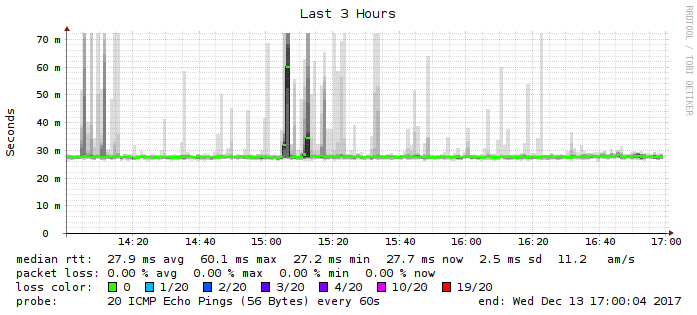 Last 3 Hours
RRDTOOL / TOBI OETIKER
Seconds
70 m
60 m
50 m
40 m
30 m
20 m
10 m
0
14:20 14:40 15:00 15:20 15:40 16:00 16:20 16:40 17:00
median rtt: 27.9 ms avg 60.1 ms max 27.2 ms min 27.7 ms now 2.5 ms sd 11.2 am/s
packet loss: 0.00 % avg 0.00 % max 0.00 % min 0.00 % now
loss color: 0 1/20 2/20 3/20 4/20 10/20 19/20
probe: 20 ICMP Echo Pings (56 Bytes) every 60s end: Wed Dec 13 17:00:04 2017